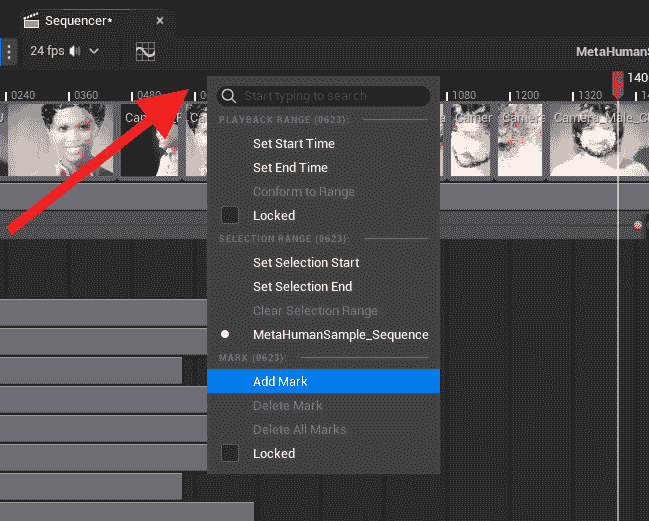 Sequencer*
24 fps
MetaHumanS
140
0240 0360 0480 1080 1200 1320
Start typing to search
Camera_Male_C
PLAYBACK RANGE (0623):
Set Start Time
Set End Time
Conform to Range
Locked
SELECTION RANGE (0623):
Set Selection Start
Set Selection End
Clear Selection Range
MetaHumanSample_Sequence
MARK (0623):
Add Mark
Delete Mark
Delete All Marks
Locked